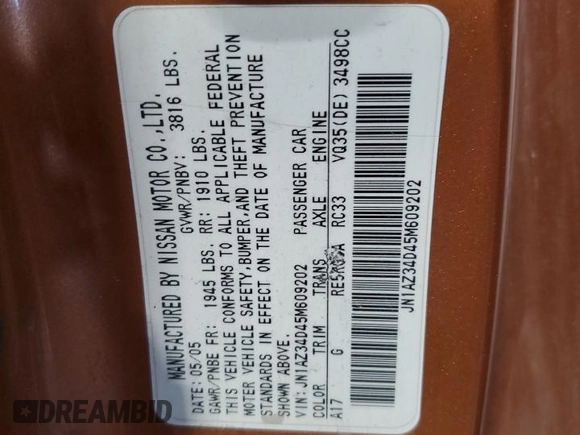 MANUFACTURED BY NISSAN MOTOR CO.,LTD.
DATE: 05/05 GVWR/PNBV: 3816 LBS.
GAWR/PNBE FR: 1945 LBS. RR: 1910 LBS.
THIS VEHICLE CONFORMS TO ALL APPLICABLE FEDERAL
MOTOR VEHICLE SAFETY,BUMPER,AND THEFT PREVENTION
STANDARDS IN EFFECT ON THE DATE OF MANUFACTURE
SHOWN ABOVE.
VIN: JN1AZ34D45M609202 PASSENGER CAR
COLOR TRIM TRANS AXLE ENGINE
A17 G RC33 VQ35(DE) 3498CC
JN1AZ34D45M609202
DREAMBID